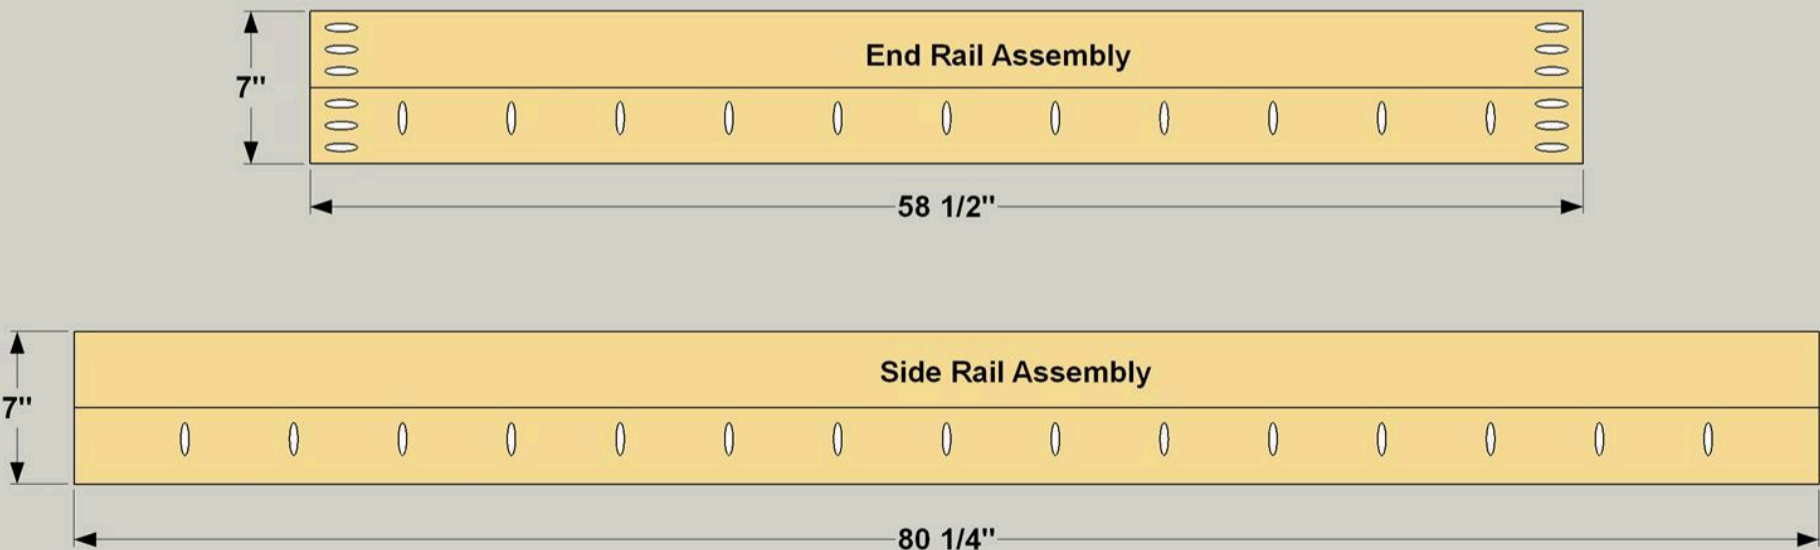 End Rail Assembly
7"
58 1/2"
Side Rail Assembly
7"
80 1/4"